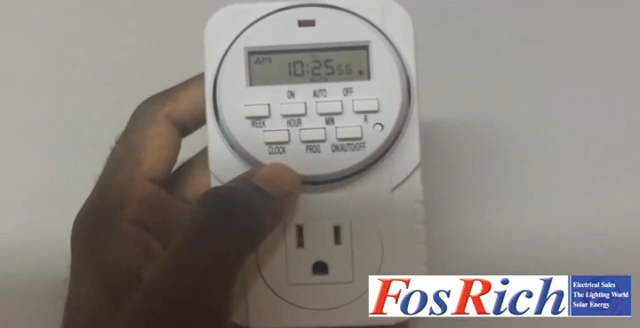 AM
10:25 55
ON AUTO OFF
WEEK HOUR MIN R
CLOCK PROG ON/AUTO/OFF
FosRich
Electrical Sales
The Lighting World
Solar Energy